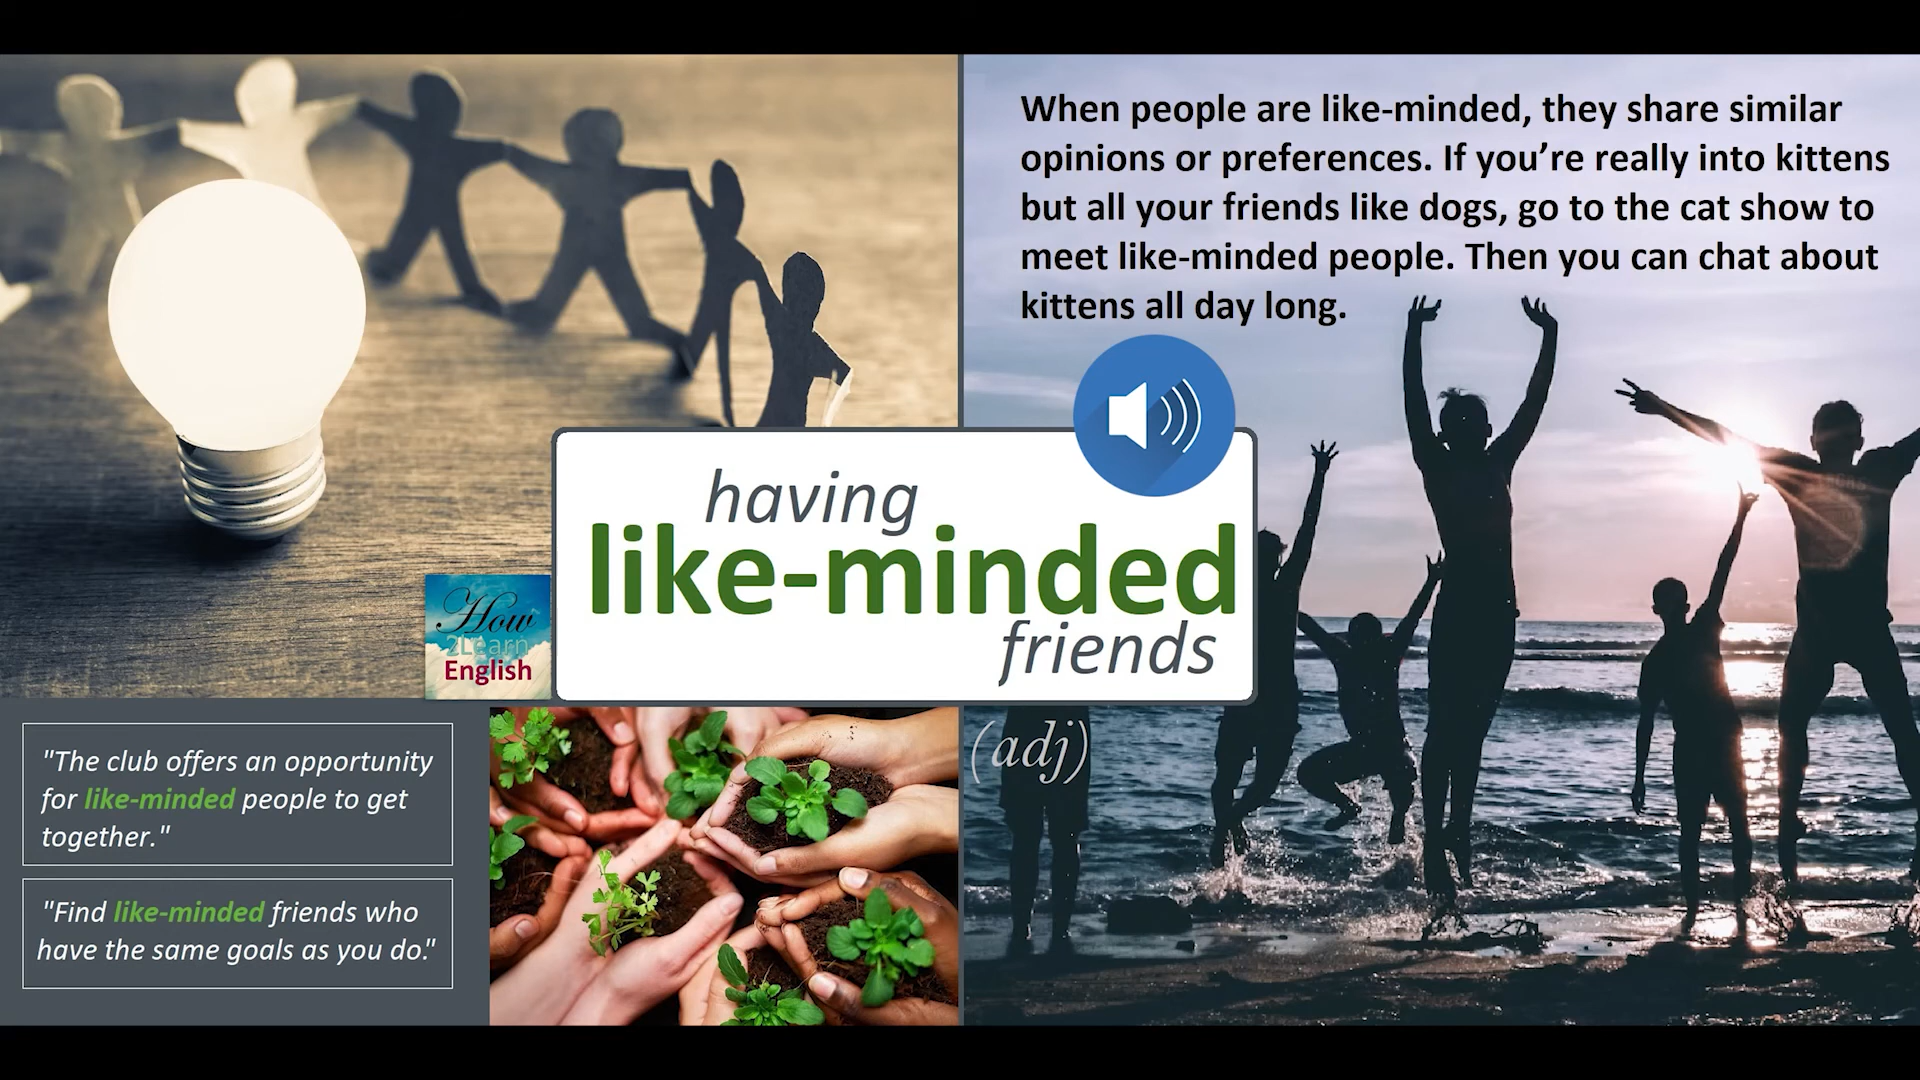 When people are like-minded, they share similar
opinions or preferences. If you’re really into kittens
but all your friends like dogs, go to the cat show to
meet like-minded people. Then you can chat about
kittens all day long.
having
like-minded
friends
How
2Learn
English
(adj)
"The club offers an opportunity
for like-minded people to get
together."
"Find like-minded friends who
have the same goals as you do."